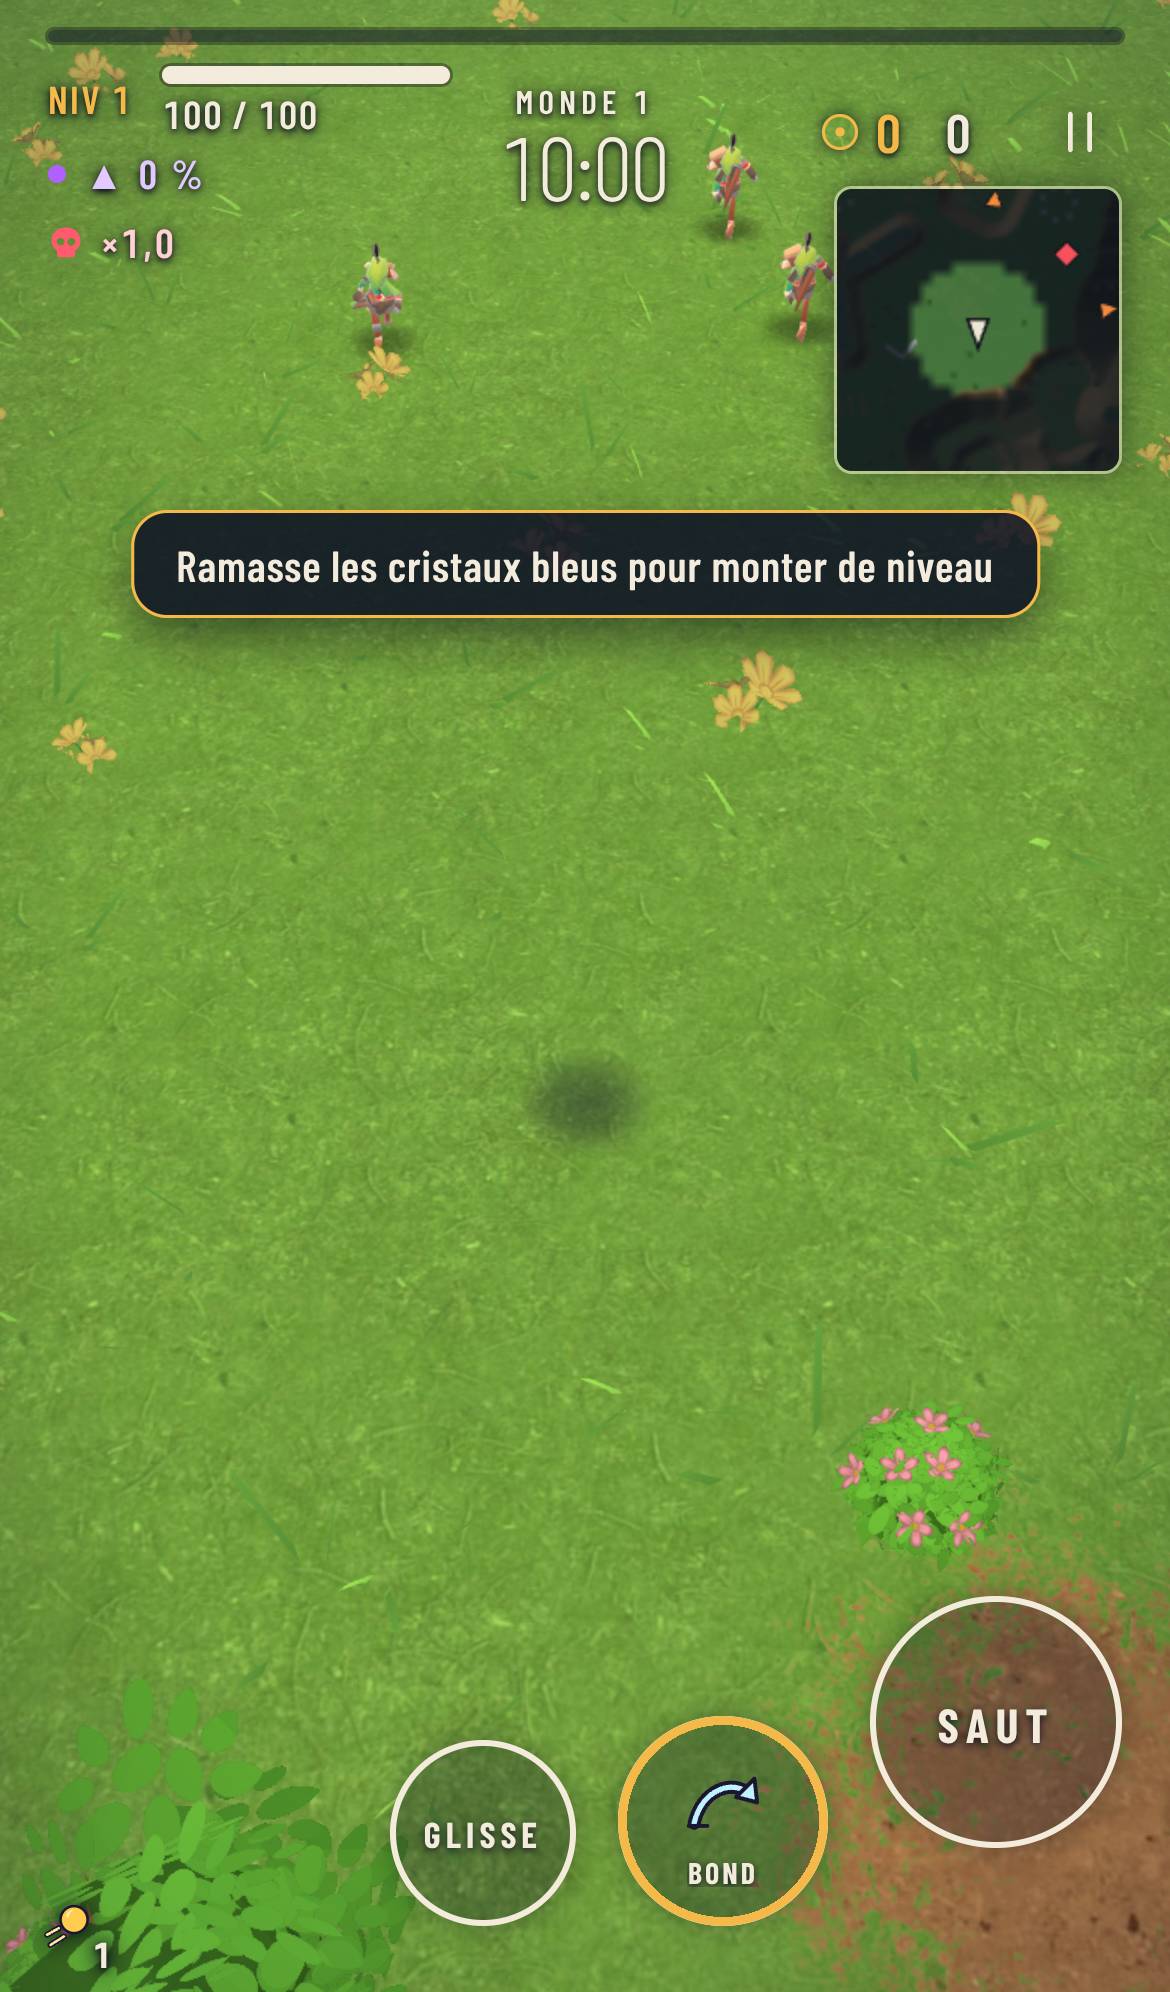 NIV 1
100 / 100
MONDE 1
10:00
0 0
0 %
×1,0
Ramasse les cristaux bleus pour monter de niveau
SAUT
GLISSE
BOND
1